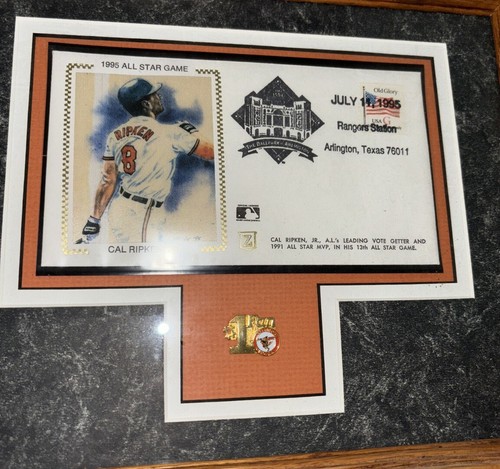 1995 ALL STAR GAME
RIPKEN
8
CAL RIPKEN
THE BALLPARK IN ARLINGTON
Old Glory
USA G
JULY 11, 1995
Rangers Station
Arlington, Texas 76011
Z
CAL RIPKEN, JR., A.L.'s LEADING VOTE GETTER AND
1991 ALL STAR MVP, IN HIS 12th ALL STAR GAME.